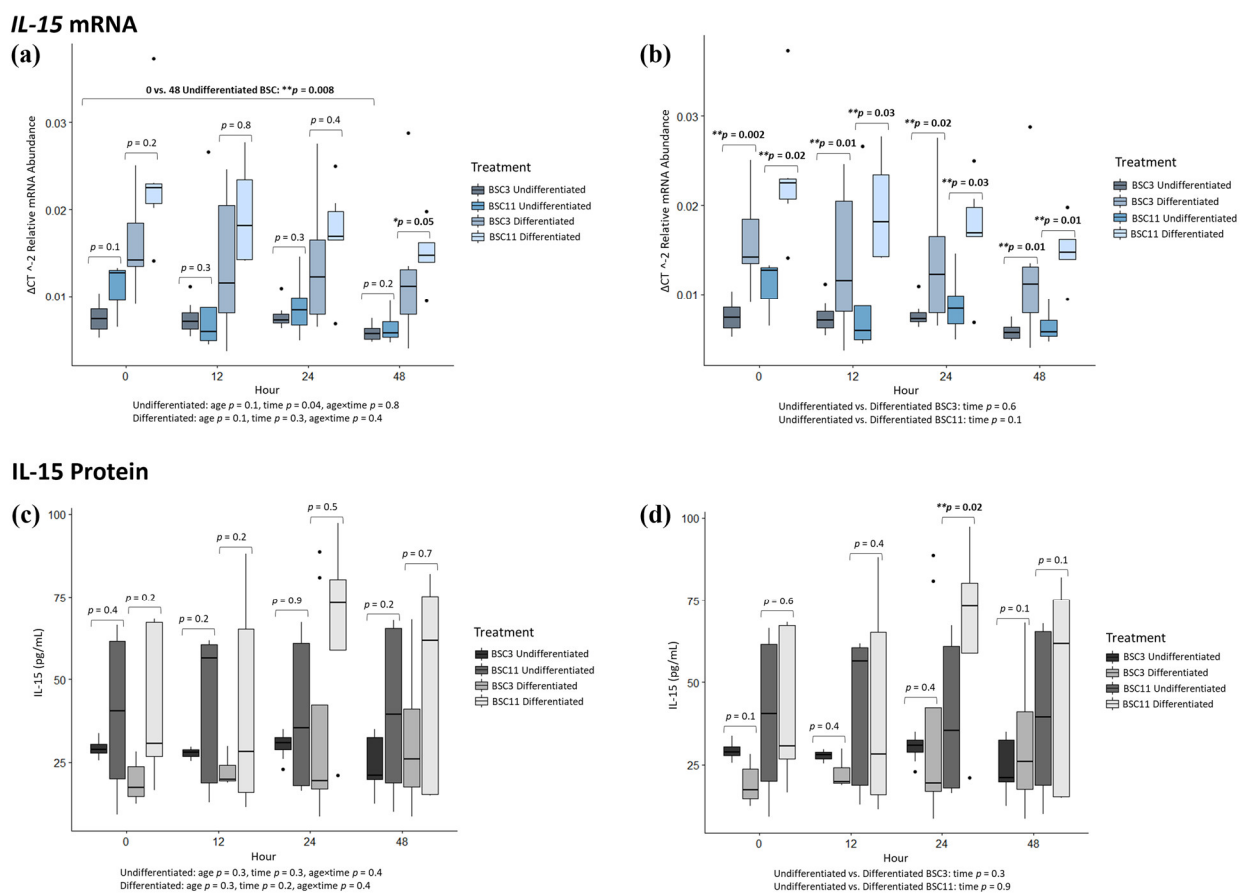 IL-15 mRNA
(a)
0 vs. 48 Undifferentiated BSC: **p = 0.008
p = 0.8
p = 0.4
p = 0.2
*p = 0.05
p = 0.1
p = 0.3
p = 0.3
p = 0.2
0.03
0.02
0.01
ΔCT ^-2 Relative mRNA Abundance
0 12 24 48
Hour
Undifferentiated: age p = 0.1, time p = 0.04, age×time p = 0.8
Differentiated: age p = 0.1, time p = 0.3, age×time p = 0.4
Treatment
BSC3 Undifferentiated
BSC11 Undifferentiated
BSC3 Differentiated
BSC11 Differentiated
(b)
**p = 0.03
**p = 0.02
**p = 0.002
**p = 0.01
**p = 0.02
**p = 0.03
**p = 0.01
**p = 0.01
0.03
0.02
0.01
ΔCT ^-2 Relative mRNA Abundance
0 12 24 48
Hour
Undifferentiated vs. Differentiated BSC3: time p = 0.6
Undifferentiated vs. Differentiated BSC11: time p = 0.1
Treatment
BSC3 Undifferentiated
BSC3 Differentiated
BSC11 Undifferentiated
BSC11 Differentiated
IL-15 Protein
(c)
p = 0.5
p = 0.2
p = 0.7
p = 0.4
p = 0.2
p = 0.2
p = 0.9
p = 0.2
100
75
50
25
IL-15 (pg/mL)
0 12 24 48
Hour
Undifferentiated: age p = 0.3, time p = 0.3, age×time p = 0.4
Differentiated: age p = 0.3, time p = 0.2, age×time p = 0.4
Treatment
BSC3 Undifferentiated
BSC11 Undifferentiated
BSC3 Differentiated
BSC11 Differentiated
(d)
**p = 0.02
p = 0.4
p = 0.1
p = 0.6
p = 0.1
p = 0.4
p = 0.1
p = 0.4
100
75
50
25
IL-15 (pg/mL)
0 12 24 48
Hour
Undifferentiated vs. Differentiated BSC3: time p = 0.3
Undifferentiated vs. Differentiated BSC11: time p = 0.9
Treatment
BSC3 Undifferentiated
BSC3 Differentiated
BSC11 Undifferentiated
BSC11 Differentiated